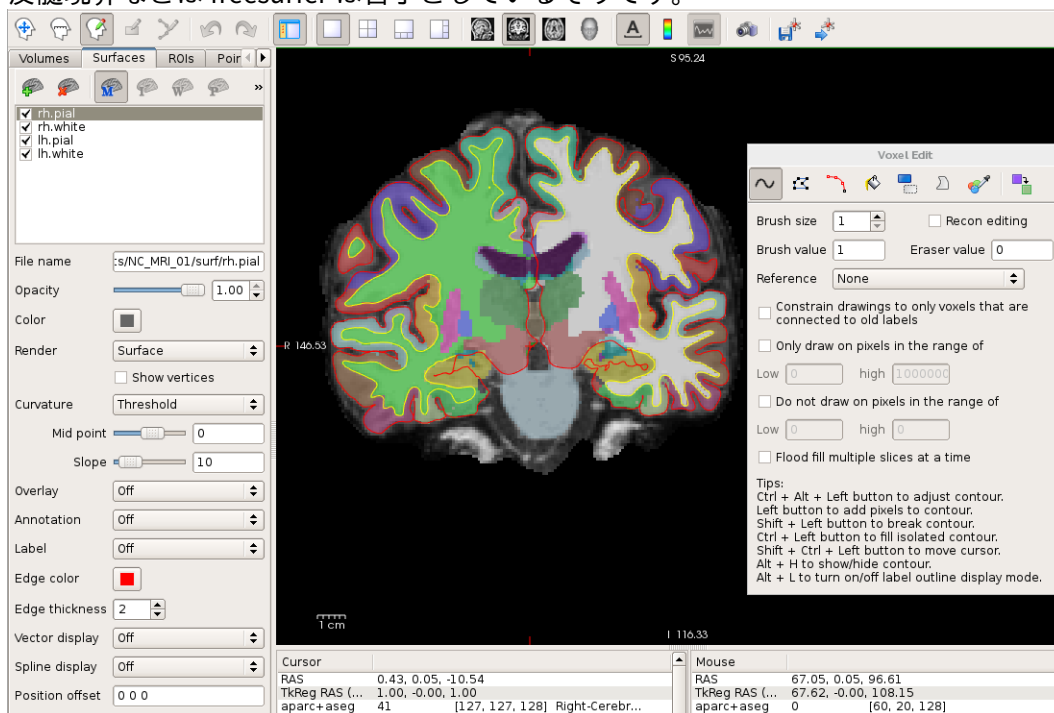 Volumes Surfaces ROIs Poir
A
M
rh.pial
rh.white
lh.pial
lh.white
File name :s/NC_MRI_01/surf/rh.pial
Opacity 1.00
Color
Render Surface
Show vertices
Curvature Threshold
Mid point 0
Slope 10
Overlay Off
Annotation Off
Label Off
Edge color
Edge thickness 2
Vector display Off
Spline display Off
Position offset 0 0 0
S 95.24
R 146.53
1 cm
I 116.33
Voxel Edit
Brush size 1 Recon editing
Brush value 1 Eraser value 0
Reference None
Constrain drawings to only voxels that are
connected to old labels
Only draw on pixels in the range of
Low 0 high 1000000
Do not draw on pixels in the range of
Low 0 high 0
Flood fill multiple slices at a time
Tips:
Ctrl + Alt + Left button to adjust contour.
Left button to add pixels to contour.
Shift + Left button to break contour.
Ctrl + Left button to fill isolated contour.
Shift + Ctrl + Left button to move cursor.
Alt + H to show/hide contour.
Alt + L to turn on/off label outline display mode.
Cursor
RAS 0.43, 0.05, -10.54
TkReg RAS (... 1.00, -0.00, 1.00
aparc+aseg 41 [127, 127, 128] Right-Cerebr...
Mouse
RAS 67.05, 0.05, 96.61
TkReg RAS (... 67.62, -0.00, 108.15
aparc+aseg 0 [60, 20, 128]